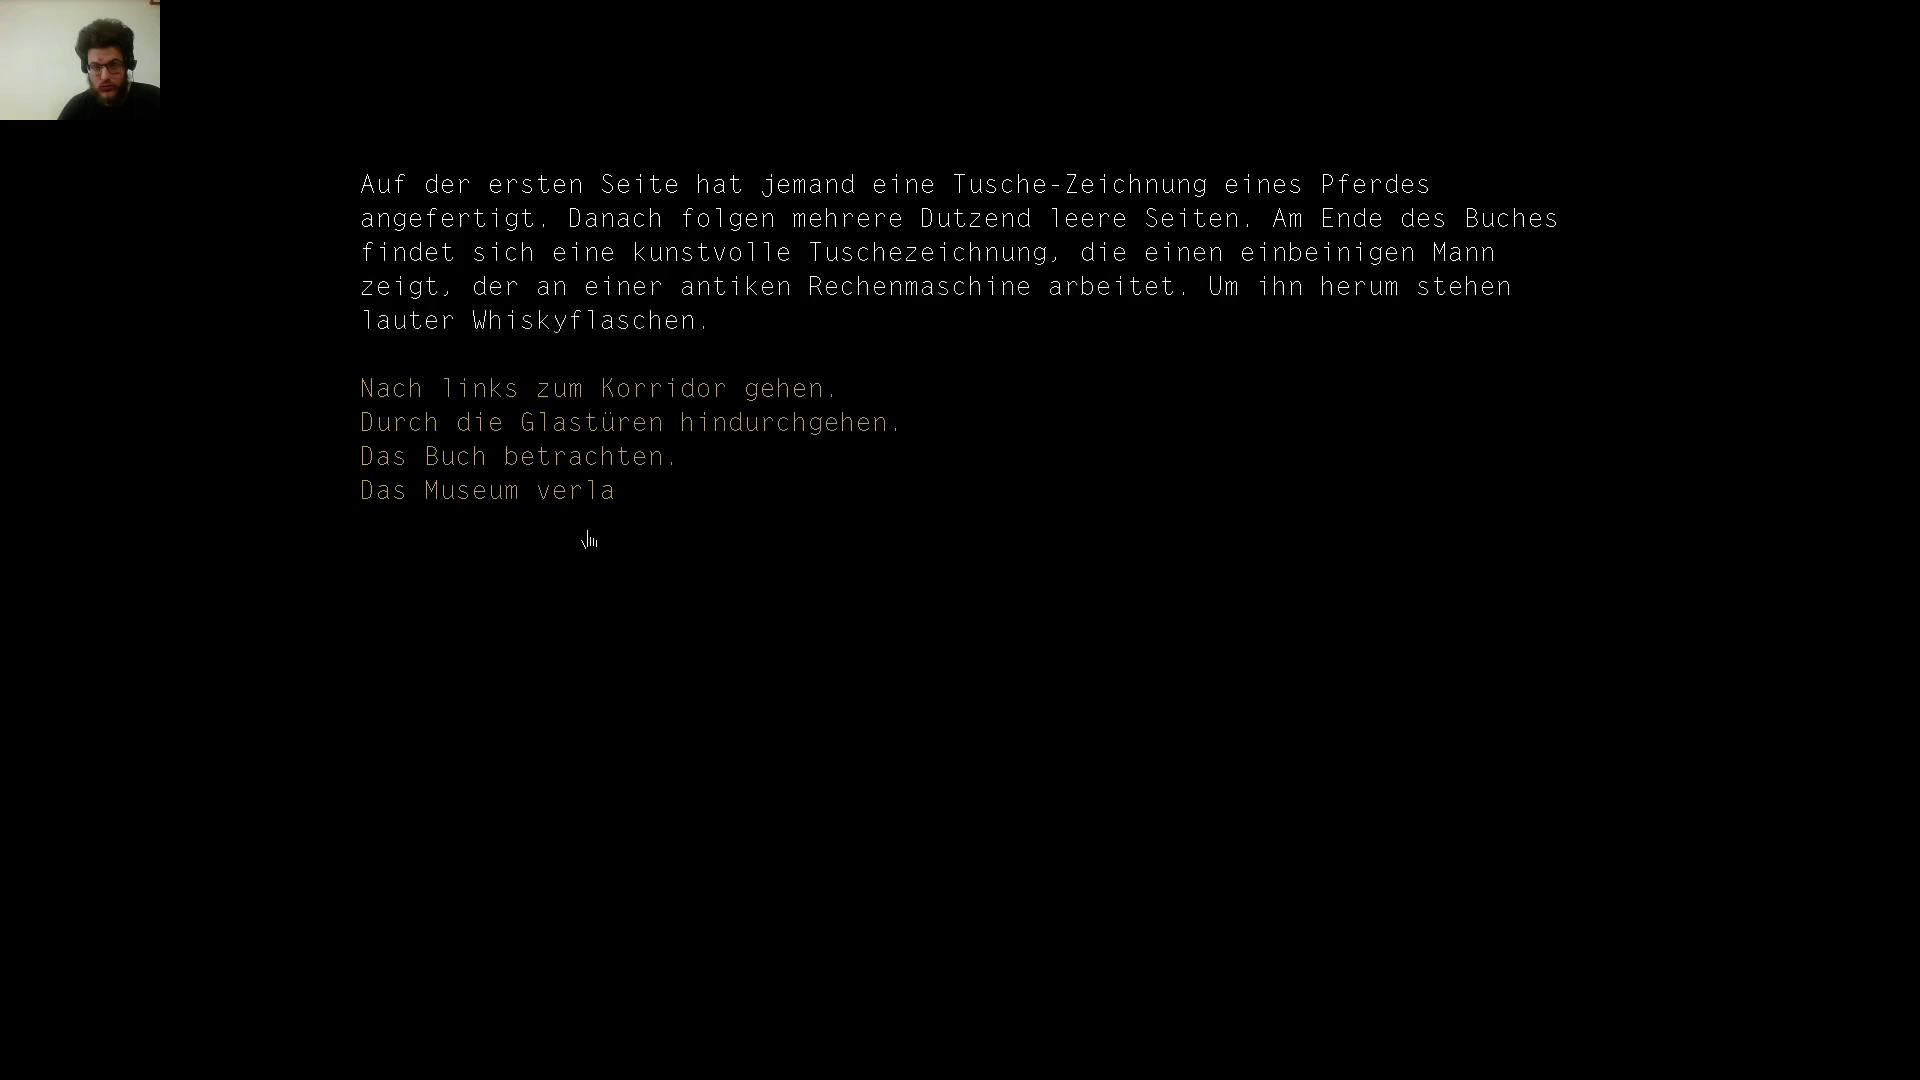 Auf der ersten Seite hat jemand eine Tusche-Zeichnung eines Pferdes
angefertigt. Danach folgen mehrere Dutzend leere Seiten. Am Ende des Buches
findet sich eine kunstvolle Tuschezeichnung, die einen einbeinigen Mann
zeigt, der an einer antiken Rechenmaschine arbeitet. Um ihn herum stehen
lauter Whiskyflaschen.
Nach links zum Korridor gehen.
Durch die Glastüren hindurchgehen.
Das Buch betrachten.
Das Museum verla